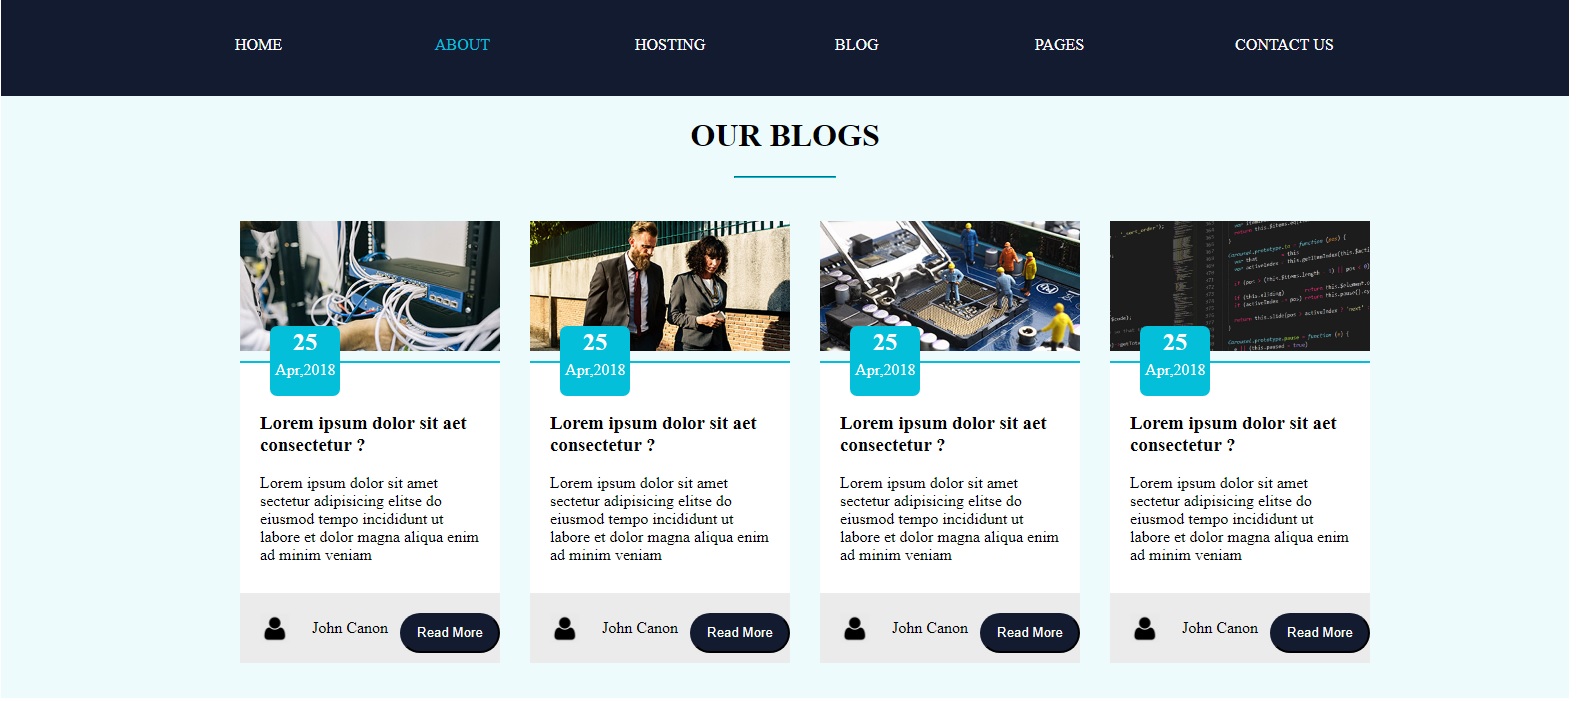 HOME ABOUT HOSTING BLOG PAGES CONTACT US
OUR BLOGS
25
Apr,2018
Lorem ipsum dolor sit aet
consectetur ?
Lorem ipsum dolor sit amet
sectetur adipisicing elitse do
eiusmod tempo incididunt ut
labore et dolor magna aliqua enim
ad minim veniam
John Canon Read More
25
Apr,2018
Lorem ipsum dolor sit aet
consectetur ?
Lorem ipsum dolor sit amet
sectetur adipisicing elitse do
eiusmod tempo incididunt ut
labore et dolor magna aliqua enim
ad minim veniam
John Canon Read More
25
Apr,2018
Lorem ipsum dolor sit aet
consectetur ?
Lorem ipsum dolor sit amet
sectetur adipisicing elitse do
eiusmod tempo incididunt ut
labore et dolor magna aliqua enim
ad minim veniam
John Canon Read More
25
Apr,2018
Lorem ipsum dolor sit aet
consectetur ?
Lorem ipsum dolor sit amet
sectetur adipisicing elitse do
eiusmod tempo incididunt ut
labore et dolor magna aliqua enim
ad minim veniam
John Canon Read More